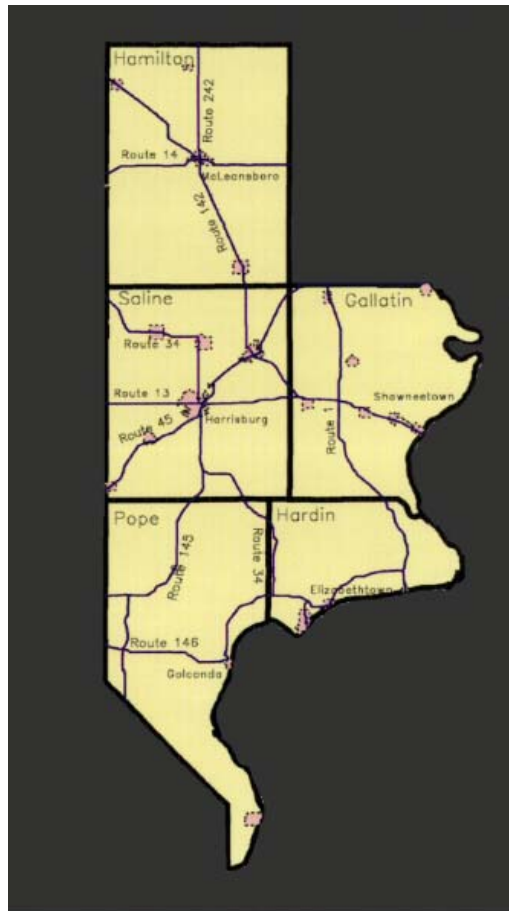 Hamilton
Route 242
Route 14
McLeansboro
Route 142
Saline
Gallatin
Route 34
Route 13
Shawneetown
Harrisburg
Route 45
Route 1
Pope
Hardin
Route 145
Route 34
Elizabethtown
Route 146
Golconda